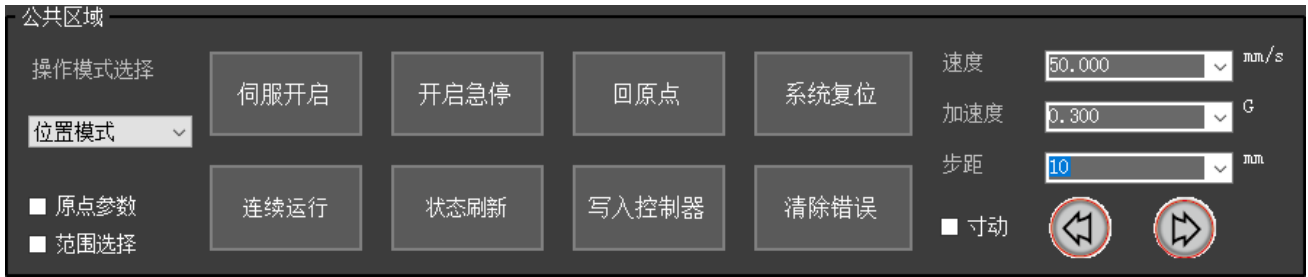 公共区域
操作模式选择
位置模式
原点参数
范围选择
伺服开启 开启急停 回原点 系统复位
连续运行 状态刷新 写入控制器 清除错误
速度 50.000 mm/s
加速度 0.300 G
步距 10 mm
寸动